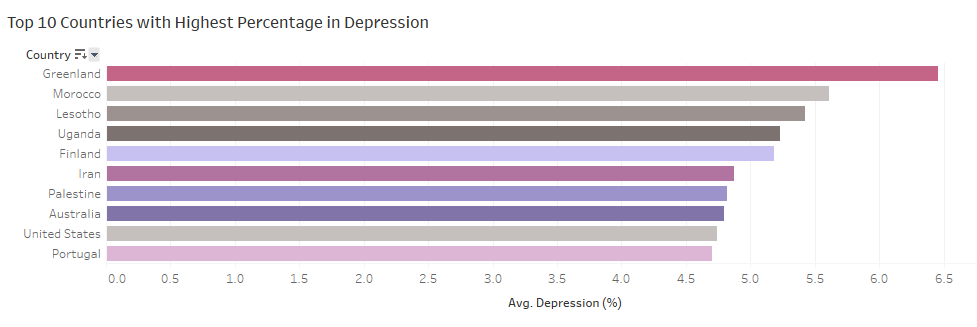 Top 10 Countries with Highest Percentage in Depression
Country
Greenland
Morocco
Lesotho
Uganda
Finland
Iran
Palestine
Australia
United States
Portugal
0.0 0.5 1.0 1.5 2.0 2.5 3.0 3.5 4.0 4.5 5.0 5.5 6.0 6.5
Avg. Depression (%)